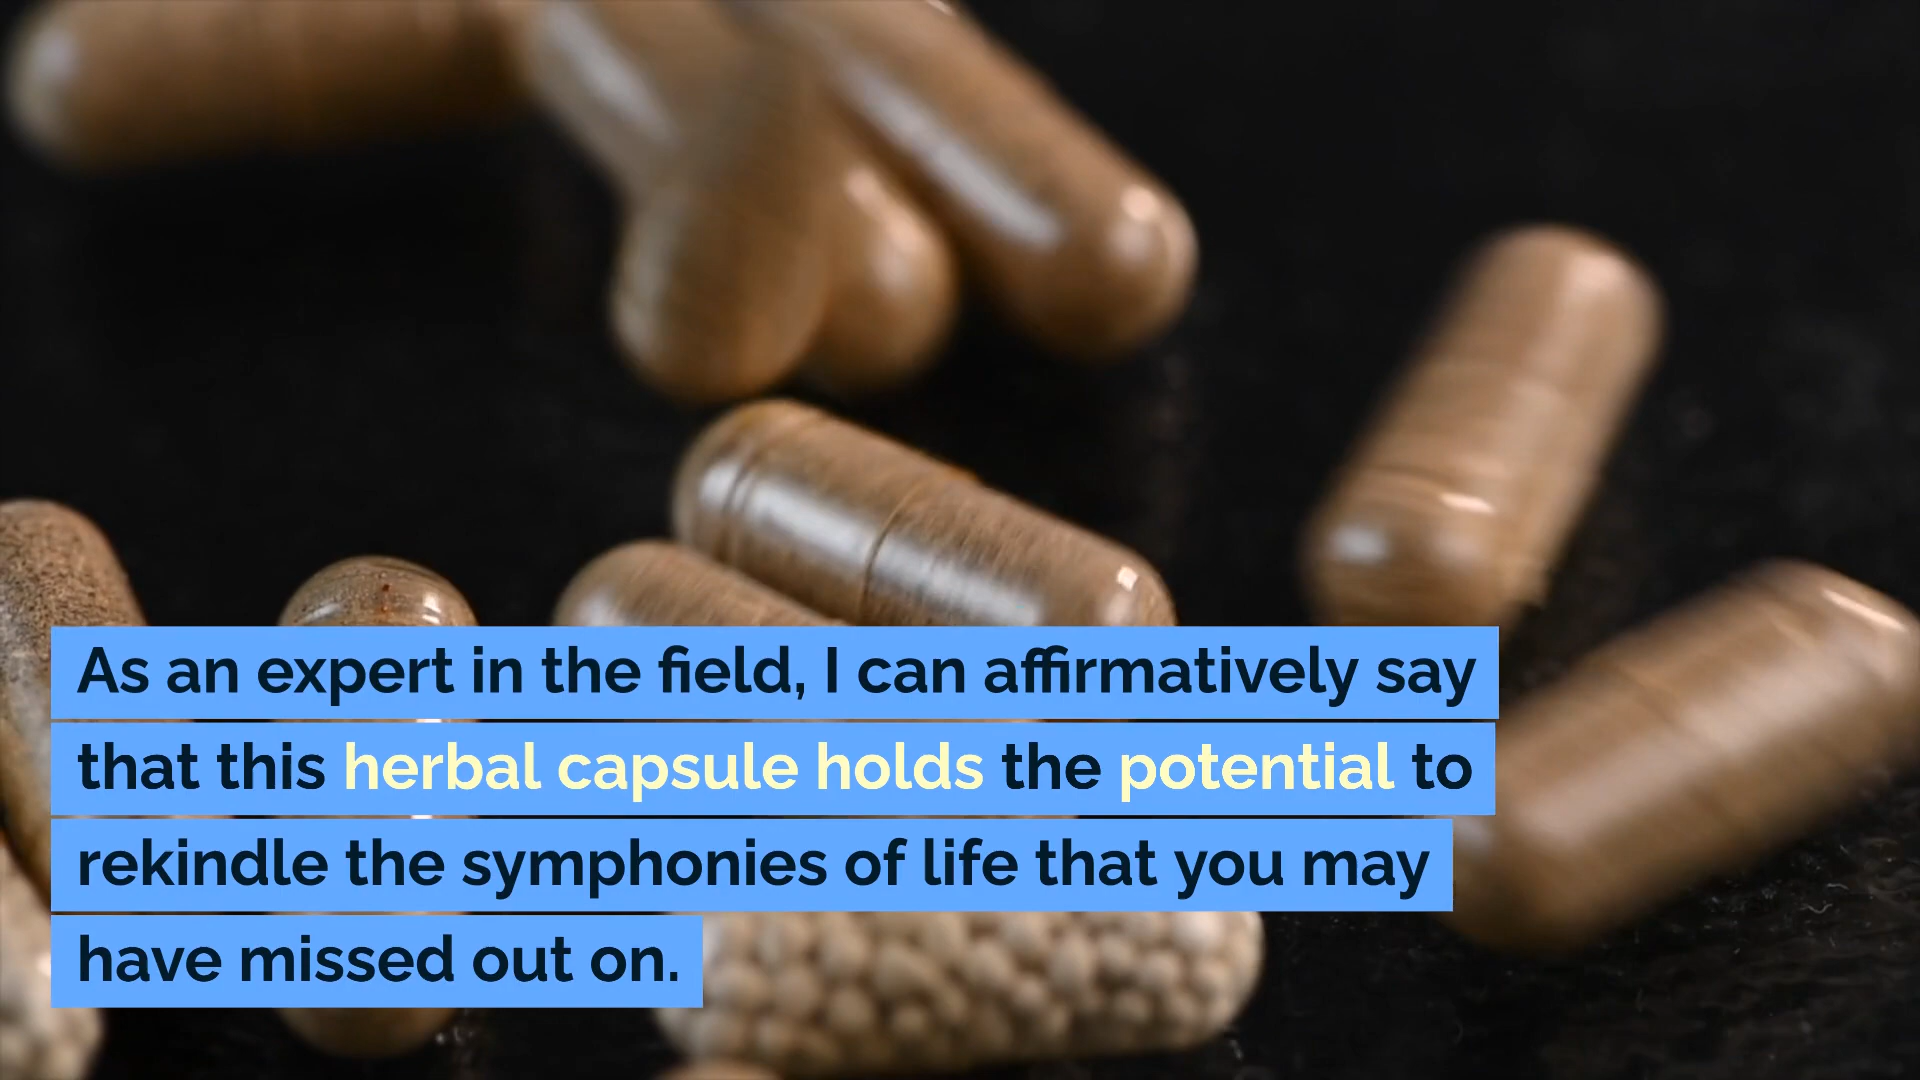 As an expert in the field, I can affirmatively say
that this herbal capsule holds the potential to
rekindle the symphonies of life that you may
have missed out on.